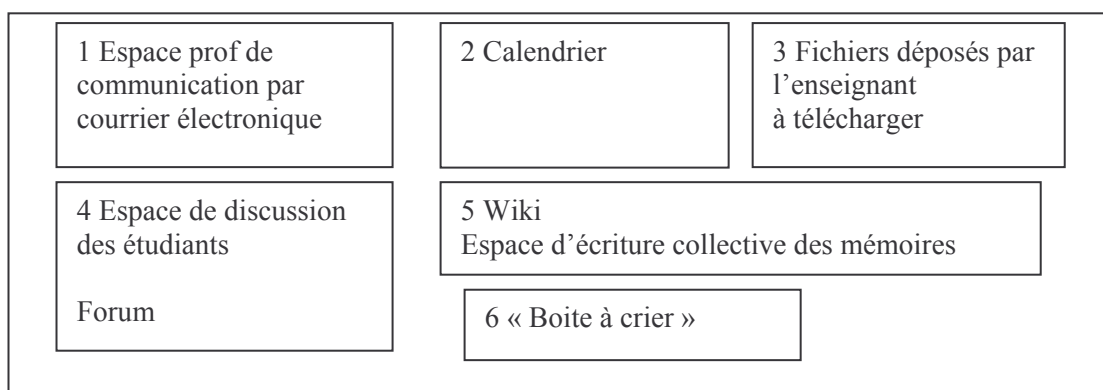 1 Espace prof de
communication par
courrier électronique
2 Calendrier
3 Fichiers déposés par
l’enseignant
à télécharger
4 Espace de discussion
des étudiants
Forum
5 Wiki
Espace d’écriture collective des mémoires
6 « Boite à crier »